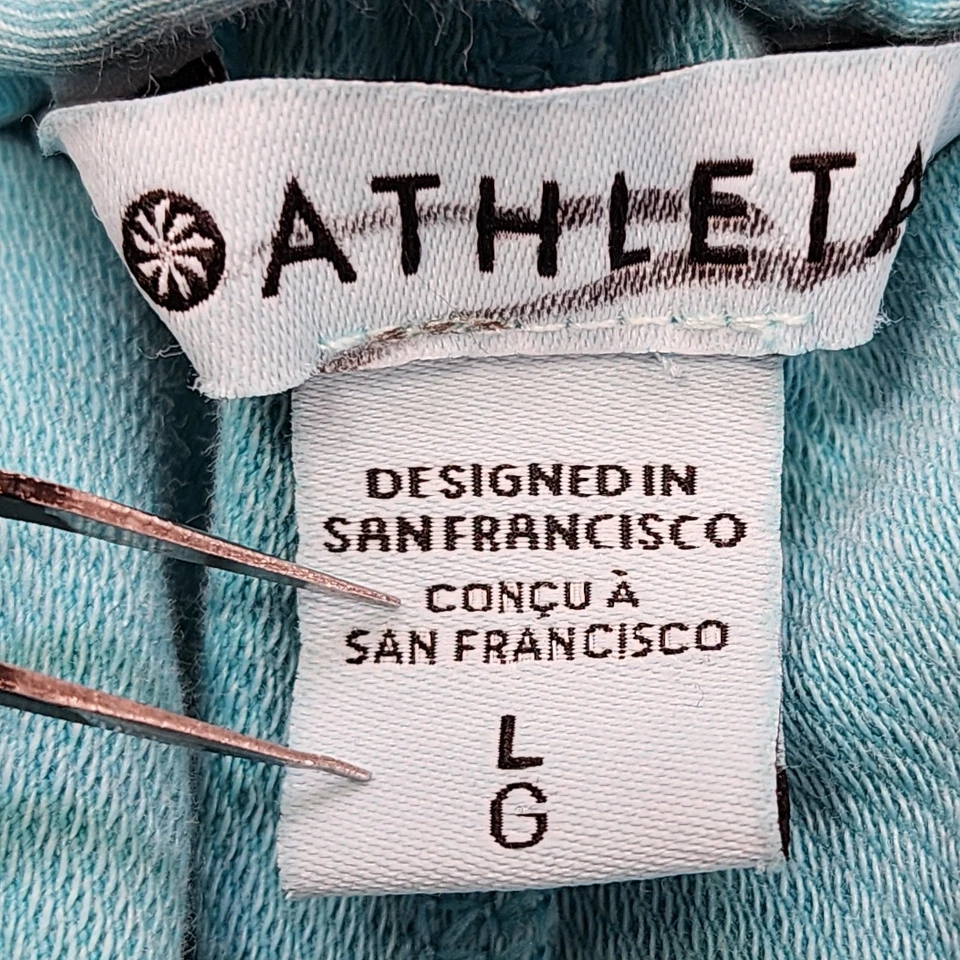 ATHLETA
DESIGNED IN
SAN FRANCISCO
CONÇU À
SAN FRANCISCO
L
G